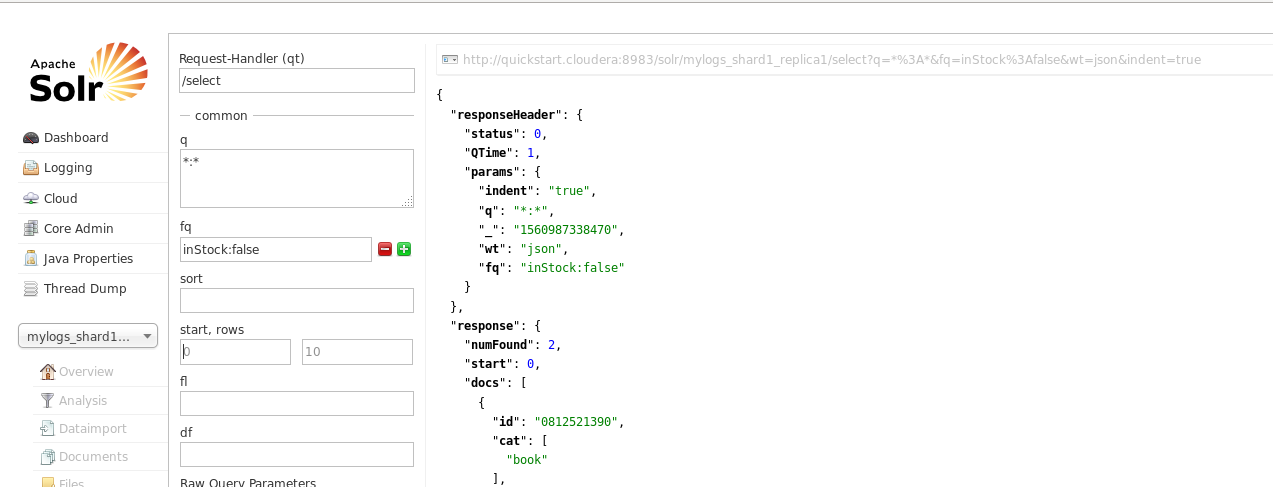 Apache
Solr
Dashboard
Logging
Cloud
Core Admin
Java Properties
Thread Dump
mylogs_shard1...
Overview
Analysis
Dataimport
Documents
Files
Request-Handler (qt)
/select
common
q
*:*
fq
inStock:false
sort
start, rows
0 10
fl
df
Raw Query Parameters
http://quickstart.cloudera:8983/solr/mylogs_shard1_replica1/select?q=*%3A*&fq=inStock%3Afalse&wt=json&indent=true
{
"responseHeader": {
"status": 0,
"QTime": 1,
"params": {
"indent": "true",
"q": "*:*",
"_": "1560987338470",
"wt": "json",
"fq": "inStock:false"
}
},
"response": {
"numFound": 2,
"start": 0,
"docs": [
{
"id": "0812521390",
"cat": [
"book"
],